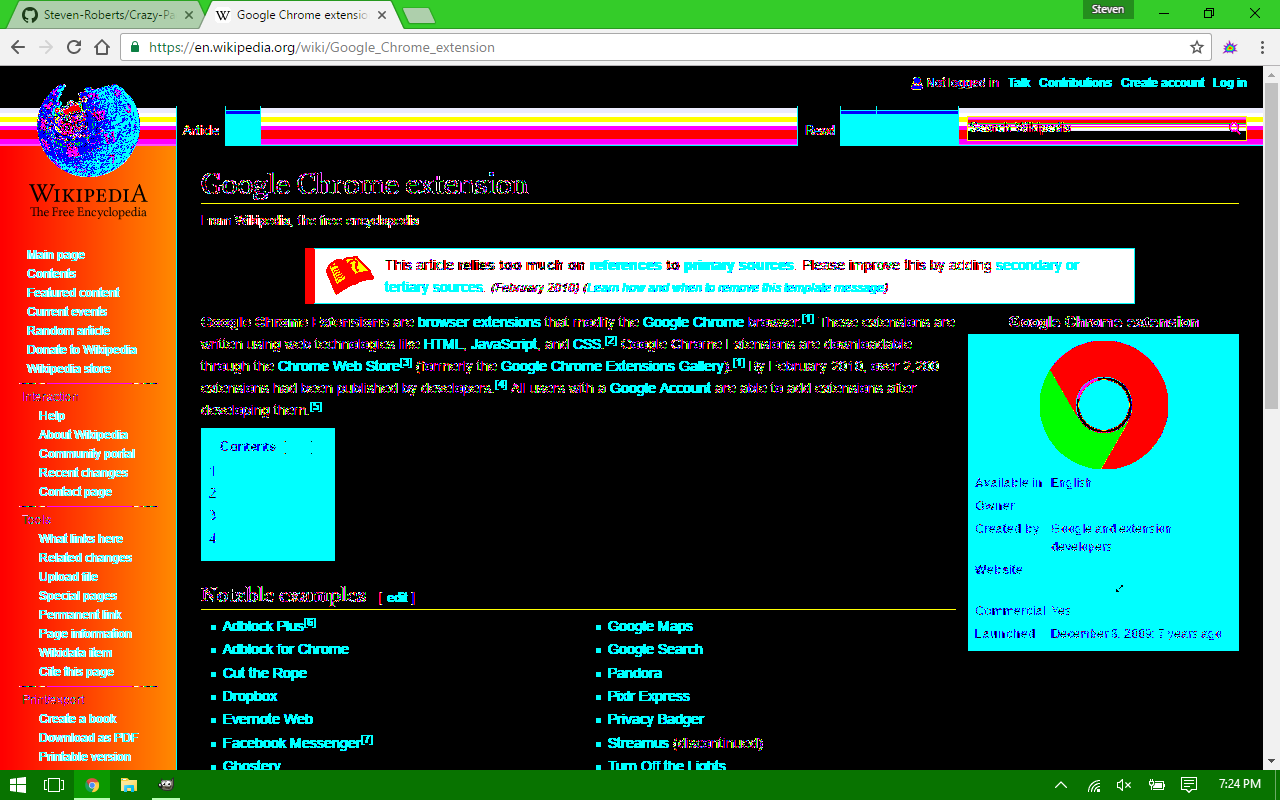 Steven-Roberts/Crazy-Pa
Google Chrome extensio
Steven
https://en.wikipedia.org/wiki/Google_Chrome_extension
Not logged in Talk Contributions Create account Log in
Article
Read
Search Wikipedia
WIKIPEDIA
The Free Encyclopedia
Main page
Contents
Featured content
Current events
Random article
Donate to Wikipedia
Wikipedia store
Interaction
Help
About Wikipedia
Community portal
Recent changes
Contact page
Tools
What links here
Related changes
Upload file
Special pages
Permanent link
Page information
Wikidata item
Cite this page
Print/export
Create a book
Download as PDF
Printable version
Google Chrome extension
From Wikipedia, the free encyclopedia
This article relies too much on references to primary sources. Please improve this by adding secondary or
tertiary sources. (February 2010) (Learn how and when to remove this template message)
Google Chrome Extensions are browser extensions that modify the Google Chrome browser.[1] These extensions are
written using web technologies like HTML, JavaScript, and CSS.[2] Google Chrome Extensions are downloadable
through the Chrome Web Store[3] (formerly the Google Chrome Extensions Gallery).[1] By February 2010, over 2,200
extensions had been published by developers.[4] All users with a Google Account are able to add extensions after
developing them.[5]
Contents [ ]
1
2
3
4
Notable examples [ edit ]
Adblock Plus[6]
Adblock for Chrome
Cut the Rope
Dropbox
Evernote Web
Facebook Messenger[7]
Ghostery
Google Maps
Google Search
Pandora
Pixlr Express
Privacy Badger
Streamus (discontinued)
Turn Off the Lights
Google Chrome extension
Available in English
Owner
Created by Google and extension
developers
Website
Commercial Yes
Launched December 8, 2009; 7 years ago
7:24 PM